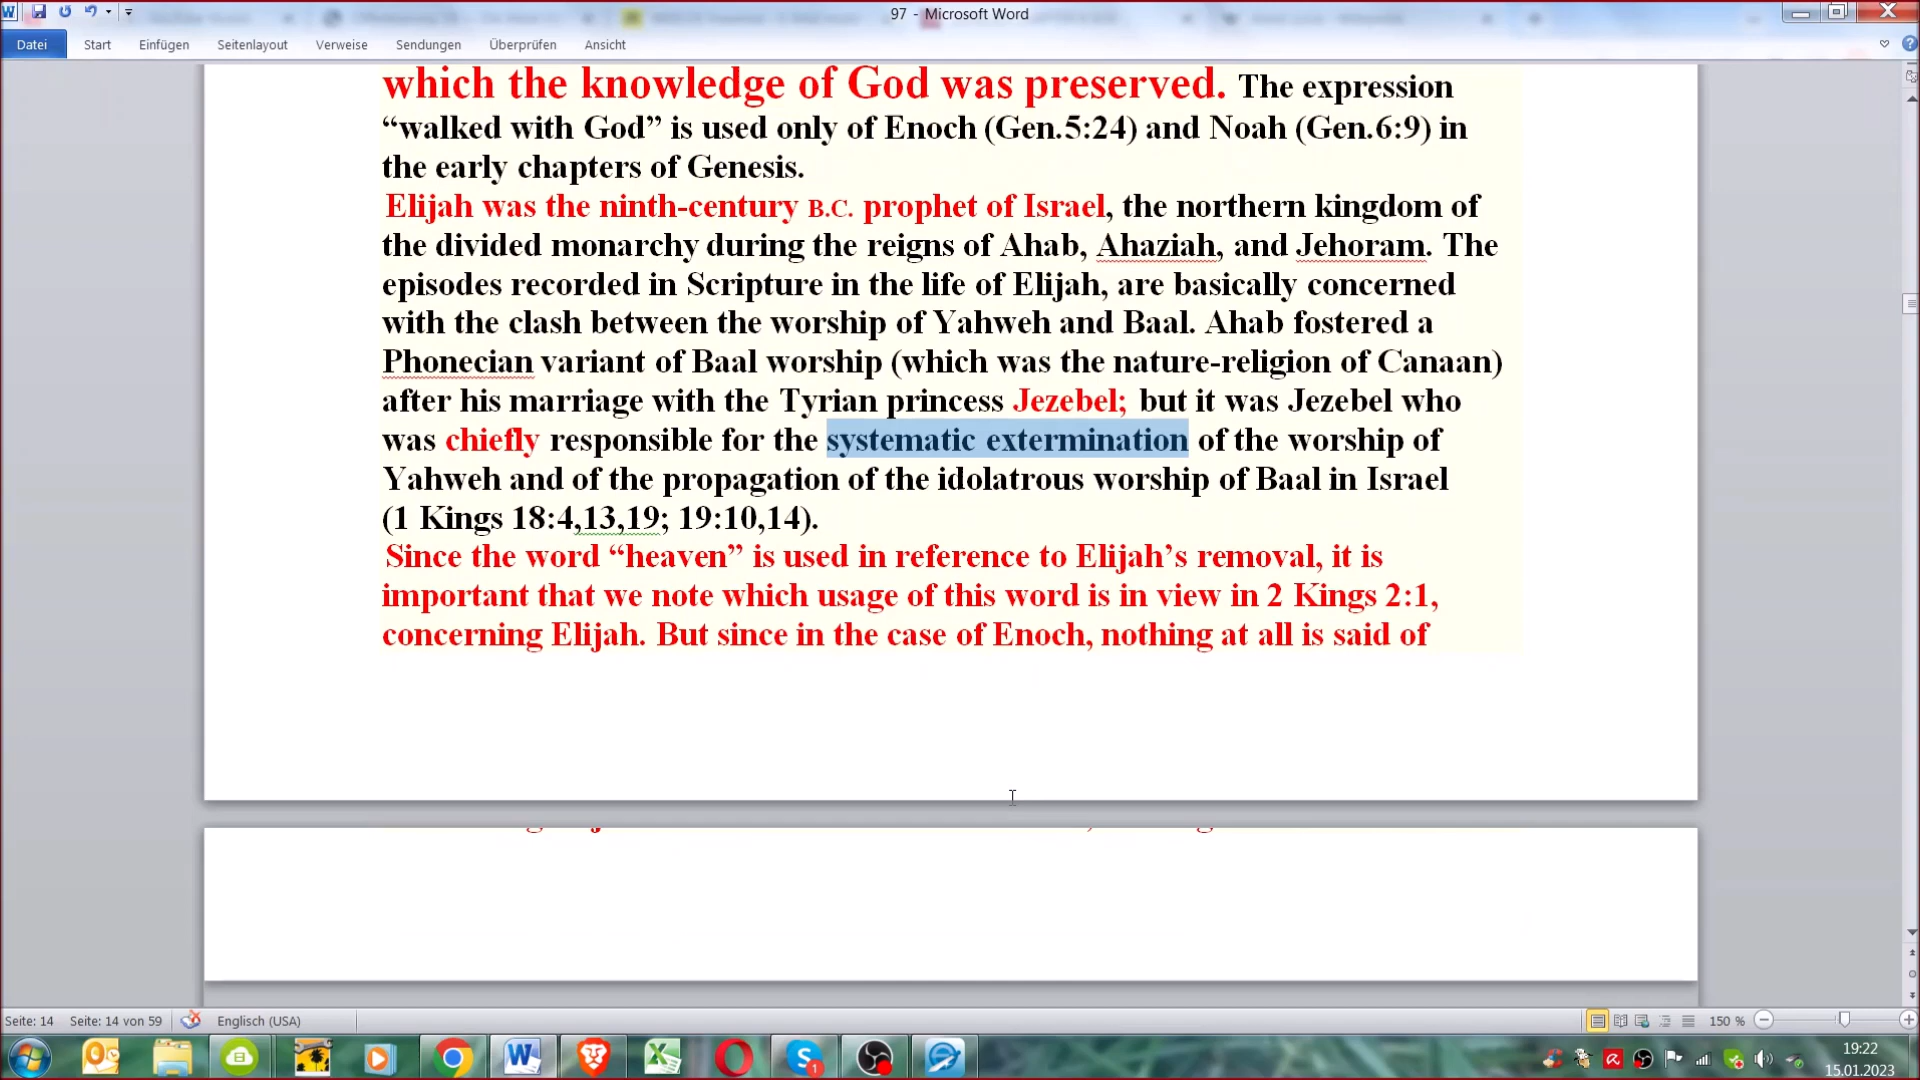 97 - Microsoft Word
Datei Start Einfügen Seitenlayout Verweise Sendungen Überprüfen Ansicht
which the knowledge of God was preserved. The expression
“walked with God” is used only of Enoch (Gen.5:24) and Noah (Gen.6:9) in
the early chapters of Genesis.
Elijah was the ninth-century B.C. prophet of Israel, the northern kingdom of
the divided monarchy during the reigns of Ahab, Ahaziah, and Jehoram. The
episodes recorded in Scripture in the life of Elijah, are basically concerned
with the clash between the worship of Yahweh and Baal. Ahab fostered a
Phonecian variant of Baal worship (which was the nature-religion of Canaan)
after his marriage with the Tyrian princess Jezebel; but it was Jezebel who
was chiefly responsible for the systematic extermination of the worship of
Yahweh and of the propagation of the idolatrous worship of Baal in Israel
(1 Kings 18:4,13,19; 19:10,14).
Since the word “heaven” is used in reference to Elijah’s removal, it is
important that we note which usage of this word is in view in 2 Kings 2:1,
concerning Elijah. But since in the case of Enoch, nothing at all is said of
Seite: 14 Seite: 14 von 59 Englisch (USA) 150 %
19:22
15.01.2023